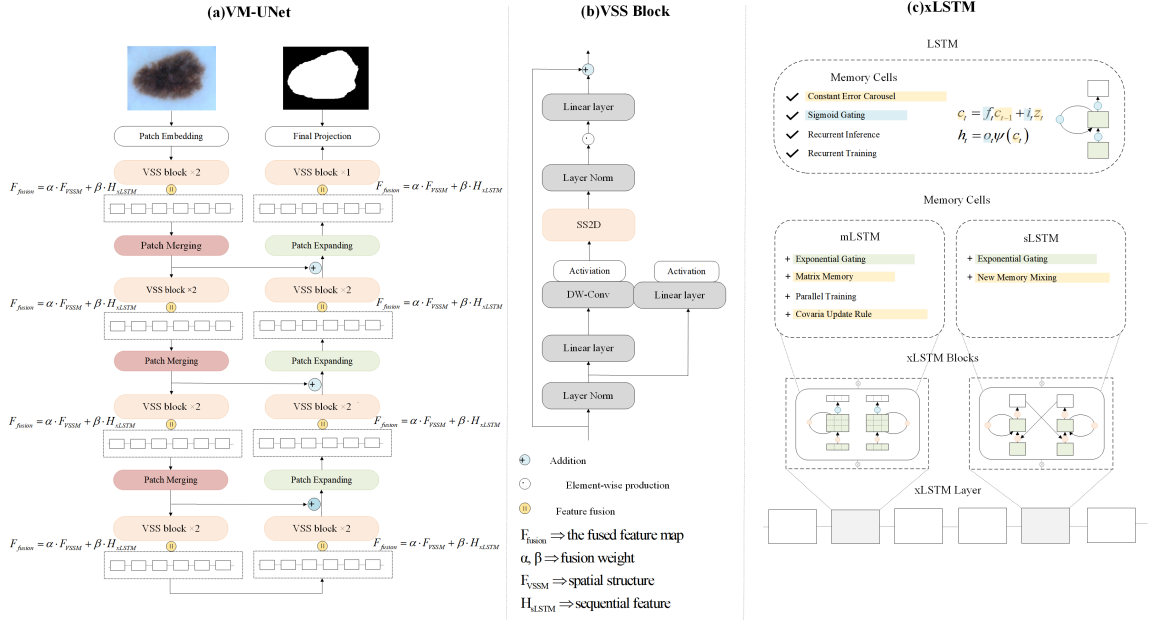 (a)VM-UNet
Patch Embedding
Final Projection
VSS block ×2
VSS block ×1
F_fusion = α · F_VSSM + β · H_xLSTM
F_fusion = α · F_VSSM + β · H_xLSTM
Patch Merging
Patch Expanding
VSS block ×2
VSS block ×2
F_fusion = α · F_VSSM + β · H_xLSTM
F_fusion = α · F_VSSM + β · H_xLSTM
Patch Merging
Patch Expanding
VSS block ×2
VSS block ×2
F_fusion = α · F_VSSM + β · H_xLSTM
F_fusion = α · F_VSSM + β · H_xLSTM
Patch Merging
Patch Expanding
VSS block ×2
VSS block ×2
F_fusion = α · F_VSSM + β · H_xLSTM
F_fusion = α · F_VSSM + β · H_xLSTM
(b)VSS Block
Linear layer
Layer Norm
SS2D
Activiation
Activation
DW-Conv
Linear layer
Linear layer
Layer Norm
Addition
Element-wise production
Feature fusion
F_fusion ⇒ the fused feature map
α, β ⇒ fusion weight
F_VSSM ⇒ spatial structure
H_sLSTM ⇒ sequential feature
(c)xLSTM
LSTM
Memory Cells
✓ Constant Error Carousel
✓ Sigmoid Gating
✓ Recurrent Inference
✓ Recurrent Training
c_t = f_t c_{t-1} + i_t z_t
h_t = o_t ψ(c_t)
Memory Cells
mLSTM
+ Exponential Gating
+ Matrix Memory
+ Parallel Training
+ Covaria Update Rule
sLSTM
+ Exponential Gating
+ New Memory Mixing
xLSTM Blocks
xLSTM Layer